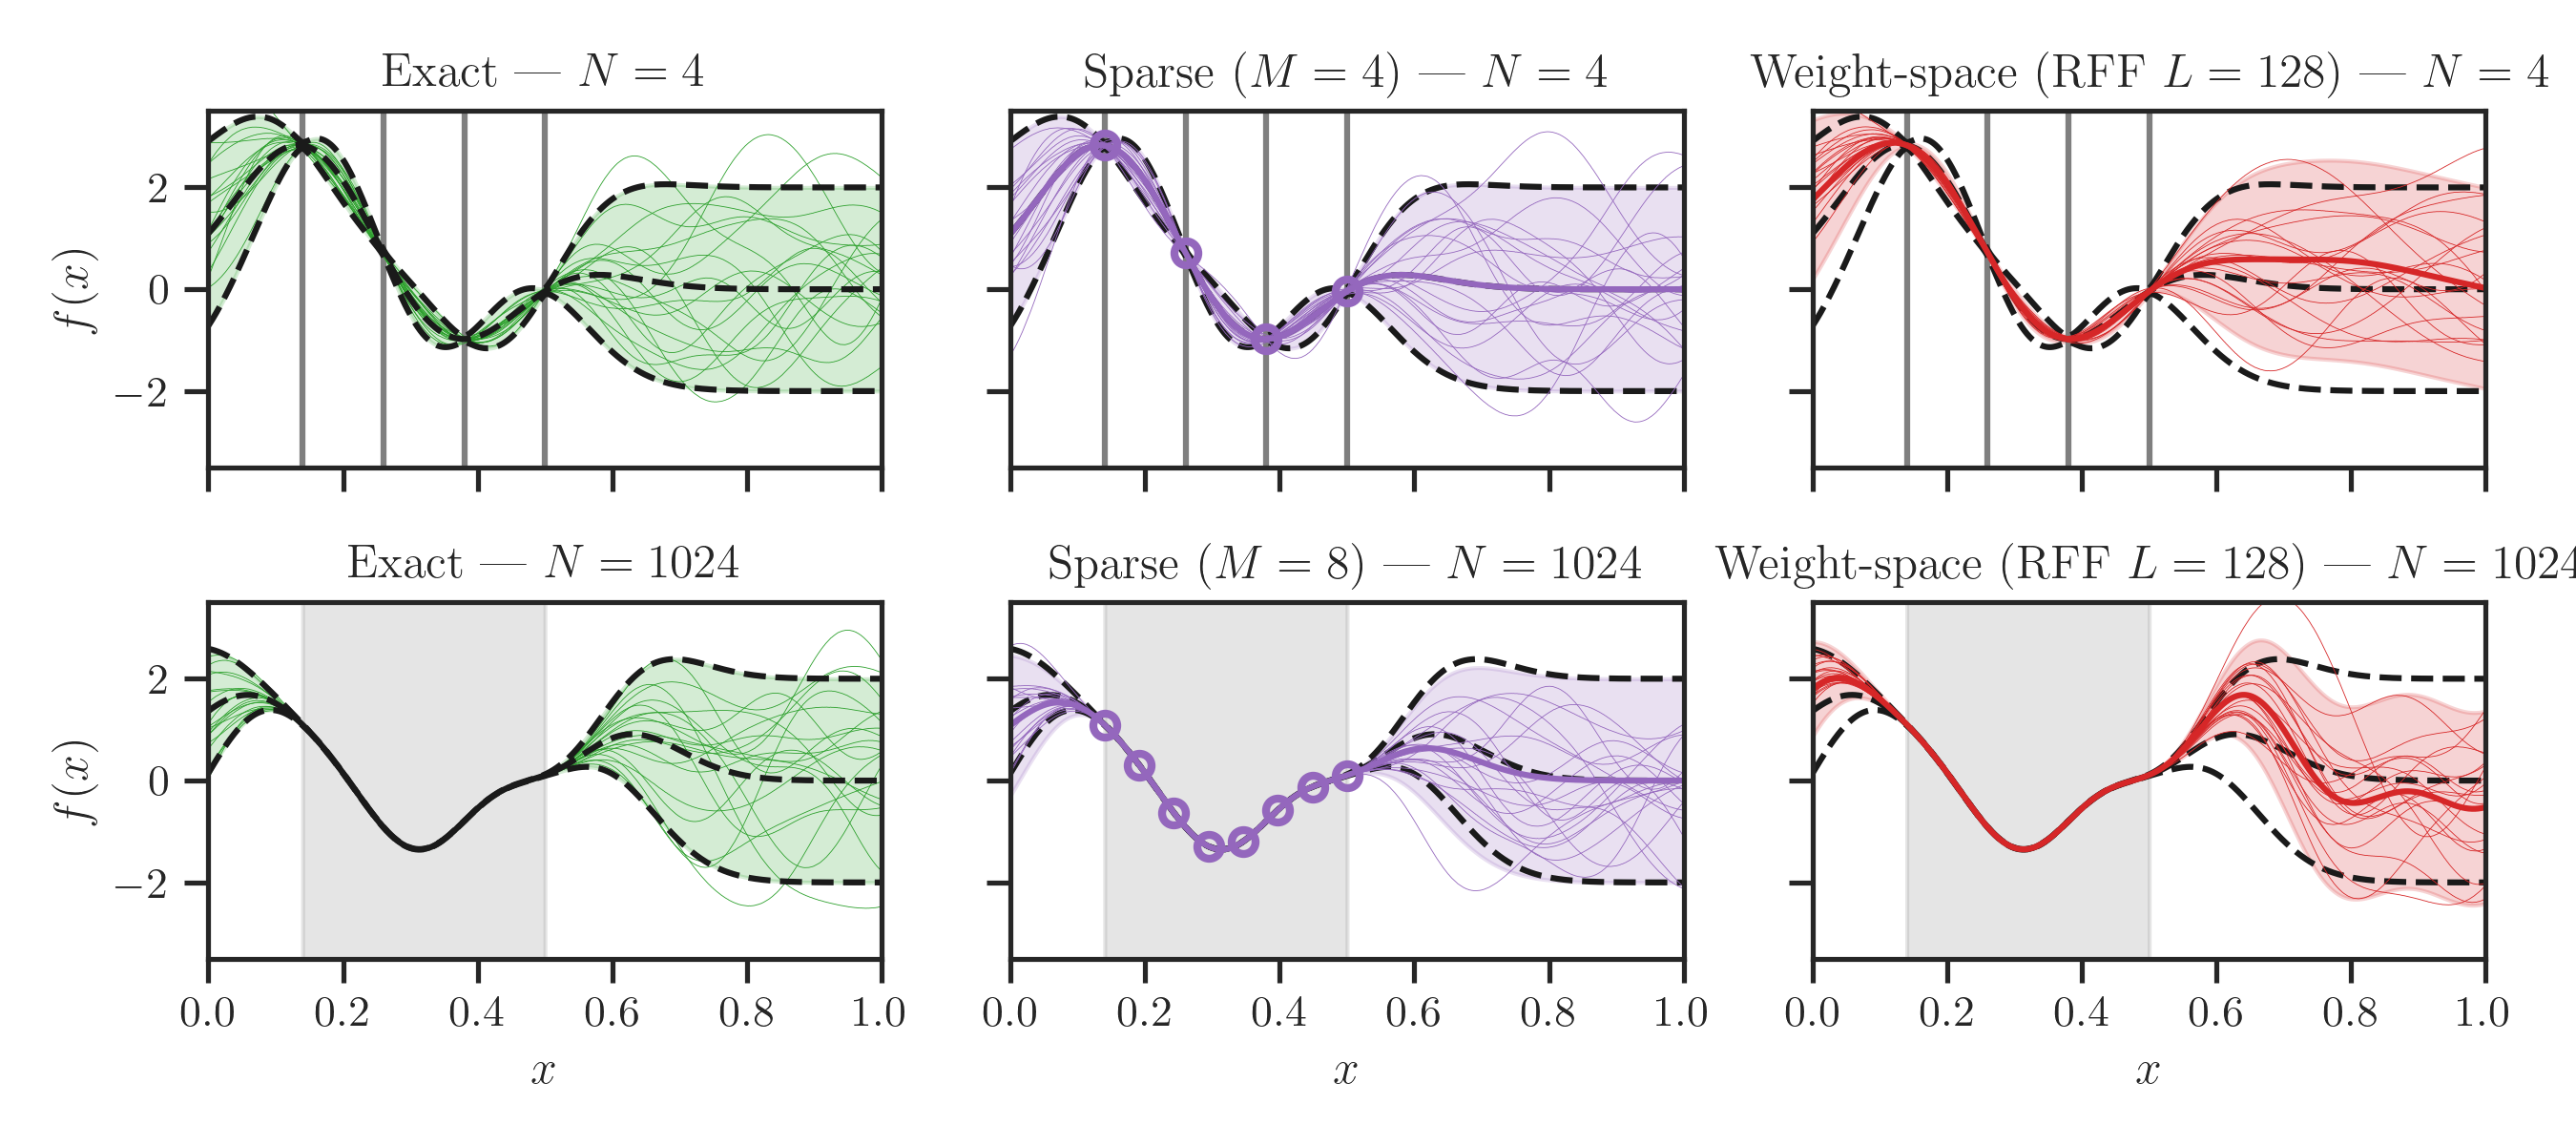 Exact — N = 4
Sparse (M = 4) — N = 4
Weight-space (RFF L = 128) — N = 4
f(x)
2
0
−2
Exact — N = 1024
Sparse (M = 8) — N = 1024
Weight-space (RFF L = 128) — N = 1024
f(x)
2
0
−2
0.0 0.2 0.4 0.6 0.8 1.0
0.0 0.2 0.4 0.6 0.8 1.0
0.0 0.2 0.4 0.6 0.8 1.0
x
x
x